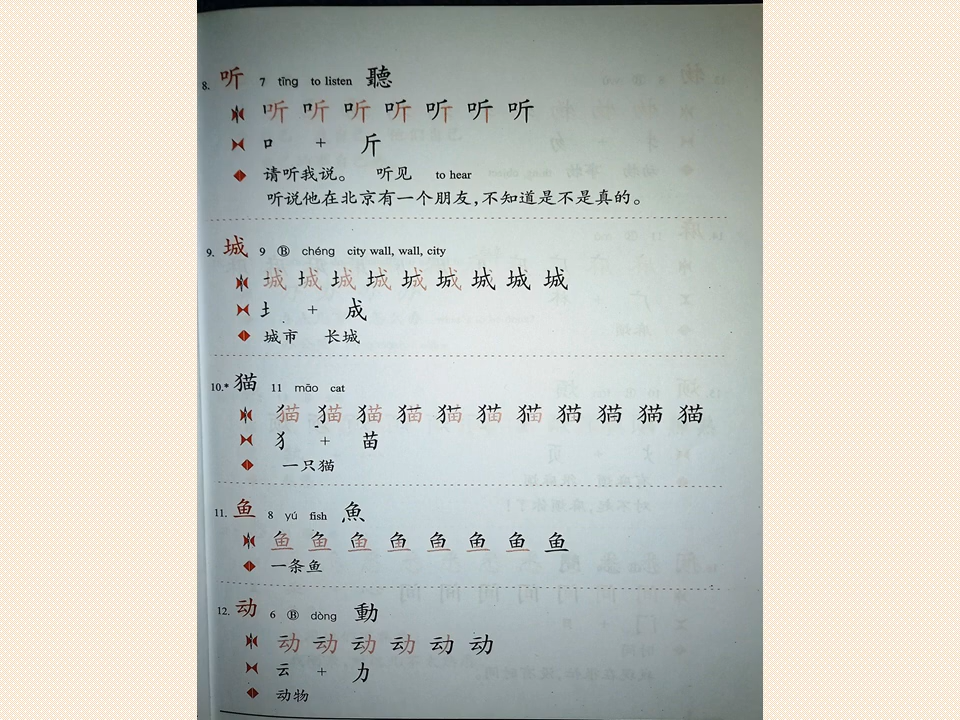 8. 听 7 tīng to listen 聽
听 听 听 听 听 听 听
口 + 斤
请听我说。 听见 to hear
听说他在北京有一个朋友,不知道是不是真的。
9. 城 9 Ⓑ chéng city wall, wall, city
城 城 城 城 城 城 城 城 城
土 + 成
城市 长城
10.* 猫 11 māo cat
猫 猫 猫 猫 猫 猫 猫 猫 猫 猫 猫
犭 + 苗
一只猫
11. 鱼 8 yú fish 魚
鱼 鱼 鱼 鱼 鱼 鱼 鱼 鱼
一条鱼
12. 动 6 Ⓑ dòng 動
动 动 动 动 动 动
云 + 力
动物